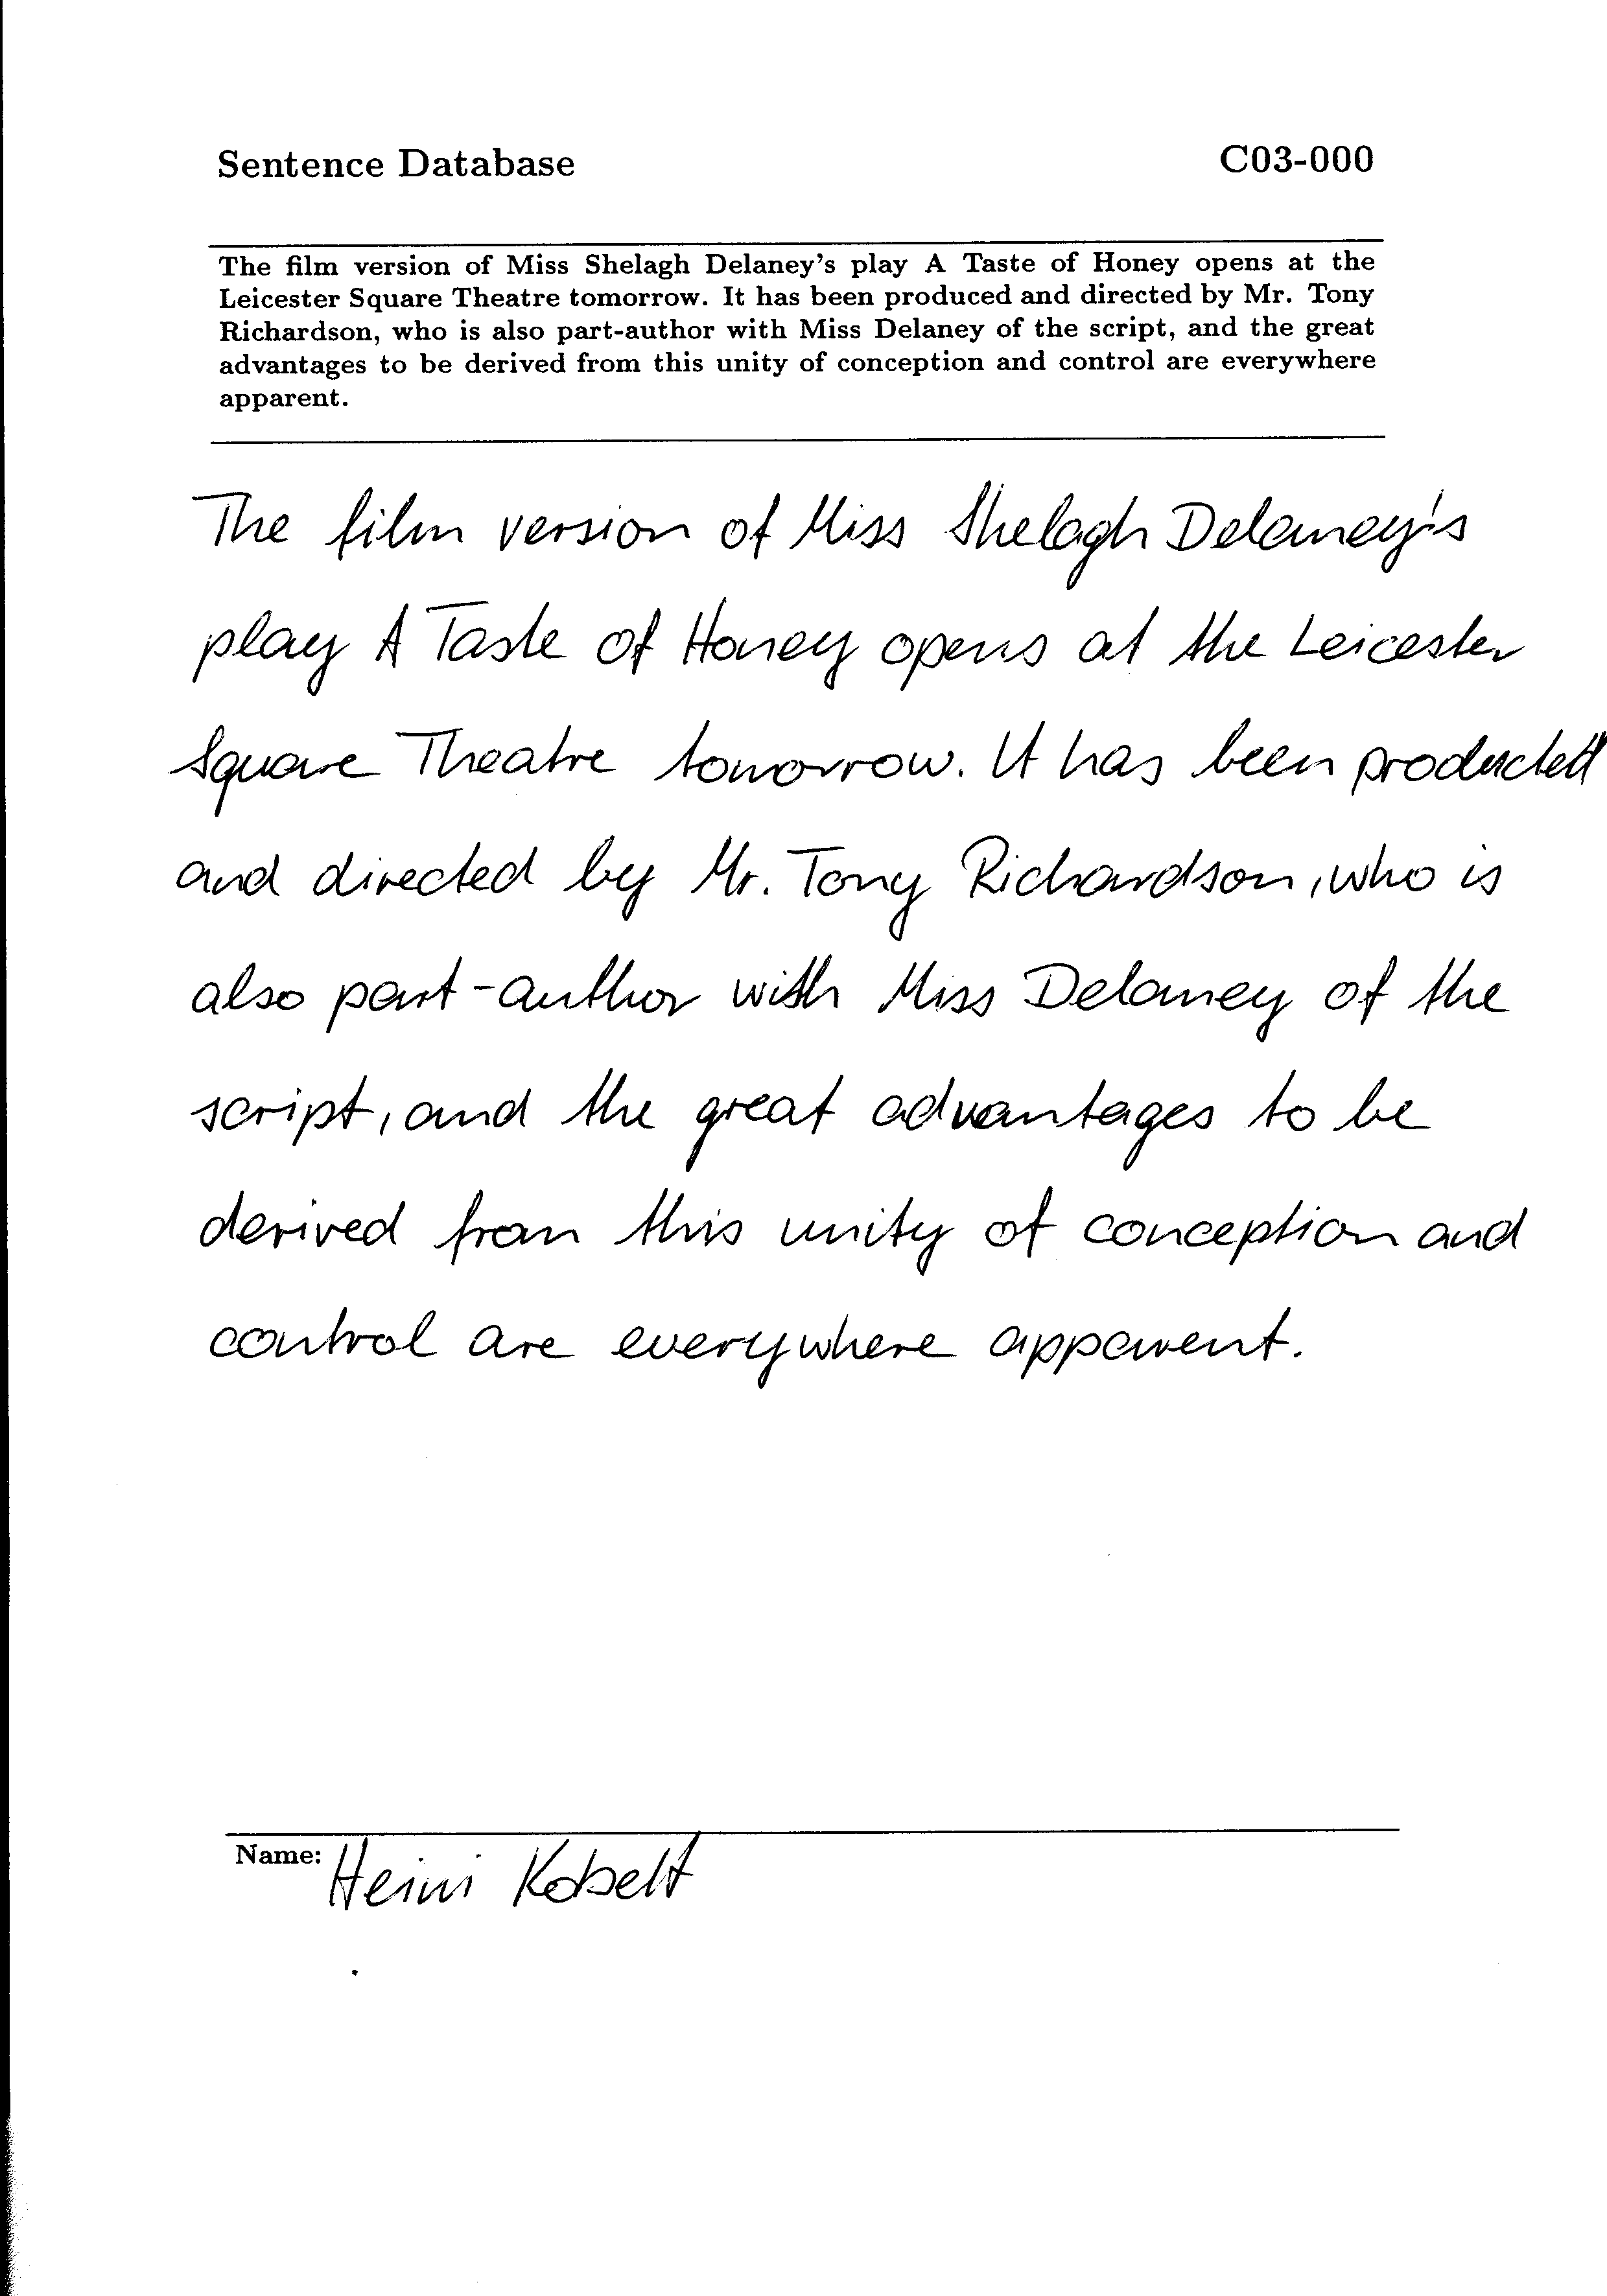 Sentence Database C03-000
The film version of Miss Shelagh Delaney's play A Taste of Honey opens at the
Leicester Square Theatre tomorrow. It has been produced and directed by Mr. Tony
Richardson, who is also part-author with Miss Delaney of the script, and the great
advantages to be derived from this unity of conception and control are everywhere
apparent.
The film version of Miss Shelagh Delaney's
play A Taste of Honey opens at the Leicester
Square Theatre tomorrow. It has been producted
and directed by Mr. Tony Richardson, who is
also part-author with Miss Delaney of the
script, and the great advantages to be
derived from this unity of conception and
control are everywhere apparent.
Name: Heini Kobelt